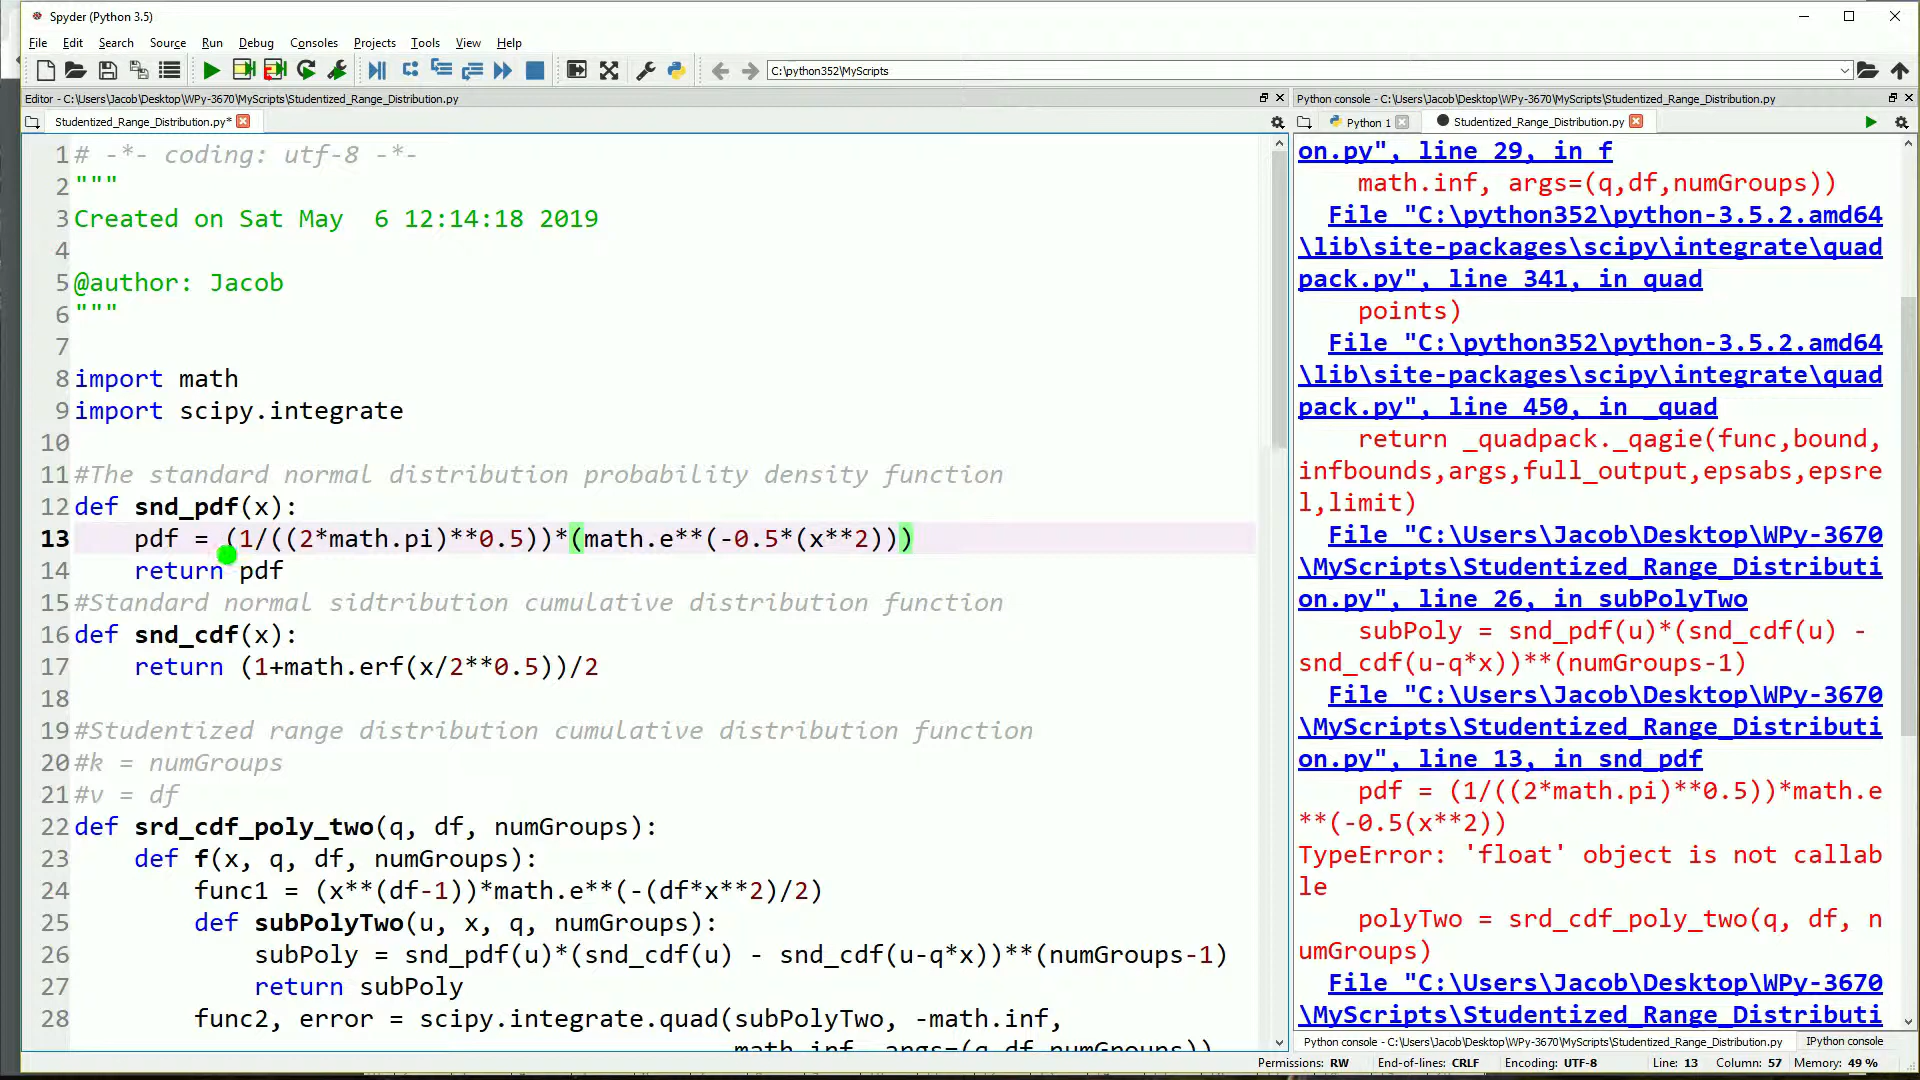 Spyder (Python 3.5)
File Edit Search Source Run Debug Consoles Projects Tools View Help
C:\python352\MyScripts
Editor - C:\Users\Jacob\Desktop\WPy-3670\MyScripts\Studentized_Range_Distribution.py
Studentized_Range_Distribution.py*
1 # -*- coding: utf-8 -*-
2 """
3 Created on Sat May  6 12:14:18 2019
4
5 @author: Jacob
6 """
7
8 import math
9 import scipy.integrate
10
11 #The standard normal distribution probability density function
12 def snd_pdf(x):
13     pdf = (1/((2*math.pi)**0.5))*(math.e**(-0.5*(x**2)))
14     return pdf
15 #Standard normal sidtribution cumulative distribution function
16 def snd_cdf(x):
17     return (1+math.erf(x/2**0.5))/2
18
19 #Studentized range distribution cumulative distribution function
20 #k = numGroups
21 #v = df
22 def srd_cdf_poly_two(q, df, numGroups):
23     def f(x, q, df, numGroups):
24         func1 = (x**(df-1))*math.e**(-(df*x**2)/2)
25         def subPolyTwo(u, x, q, numGroups):
26             subPoly = snd_pdf(u)*(snd_cdf(u) - snd_cdf(u-q*x))**(numGroups-1)
27             return subPoly
28         func2, error = scipy.integrate.quad(subPolyTwo, -math.inf,
math.inf, args=(q,df,numGroups))
Python console - C:\Users\Jacob\Desktop\WPy-3670\MyScripts\Studentized_Range_Distribution.py
Python 1 Studentized_Range_Distribution.py
on.py", line 29, in f
    math.inf, args=(q,df,numGroups))
  File "C:\python352\python-3.5.2.amd64
\lib\site-packages\scipy\integrate\quad
pack.py", line 341, in quad
    points)
  File "C:\python352\python-3.5.2.amd64
\lib\site-packages\scipy\integrate\quad
pack.py", line 450, in _quad
    return _quadpack._qagie(func,bound,
infbounds,args,full_output,epsabs,epsre
l,limit)
  File "C:\Users\Jacob\Desktop\WPy-3670
\MyScripts\Studentized_Range_Distributi
on.py", line 26, in subPolyTwo
    subPoly = snd_pdf(u)*(snd_cdf(u) -
snd_cdf(u-q*x))**(numGroups-1)
  File "C:\Users\Jacob\Desktop\WPy-3670
\MyScripts\Studentized_Range_Distributi
on.py", line 13, in snd_pdf
    pdf = (1/((2*math.pi)**0.5))*math.e
**(-0.5(x**2))
TypeError: 'float' object is not callab
le
    polyTwo = srd_cdf_poly_two(q, df, n
umGroups)
  File "C:\Users\Jacob\Desktop\WPy-3670
\MyScripts\Studentized_Range_Distributi
Python console - C:\Users\Jacob\Desktop\WPy-3670\MyScripts\Studentized_Range_Distribution.py IPython console
Permissions: RW End-of-lines: CRLF Encoding: UTF-8 Line: 13 Column: 57 Memory: 49 %